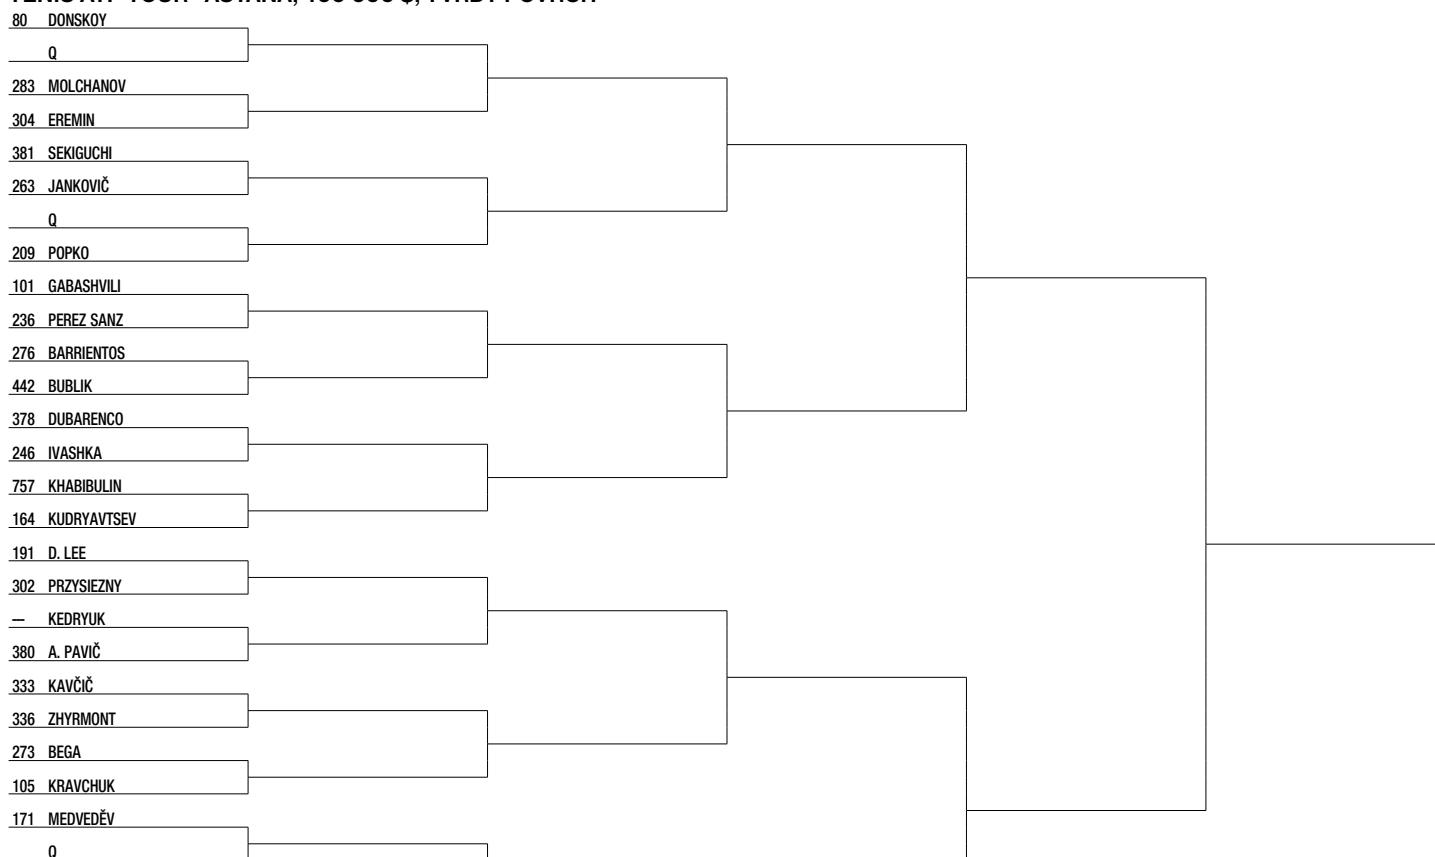 80 DONSKOY
Q
283 MOLCHANOV
304 EREMIN
381 SEKIGUCHI
263 JANKOVIČ
Q
209 POPKO
101 GABASHVILI
236 PEREZ SANZ
276 BARRIENTOS
442 BUBLIK
378 DUBARENCO
246 IVASHKA
757 KHABIBULIN
164 KUDRYAVTSEV
191 D. LEE
302 PRZYSIEZNY
— KEDRYUK
380 A. PAVIČ
333 KAVČIČ
336 ZHYRMONT
273 BEGA
105 KRAVCHUK
171 MEDVEDĚV
Q